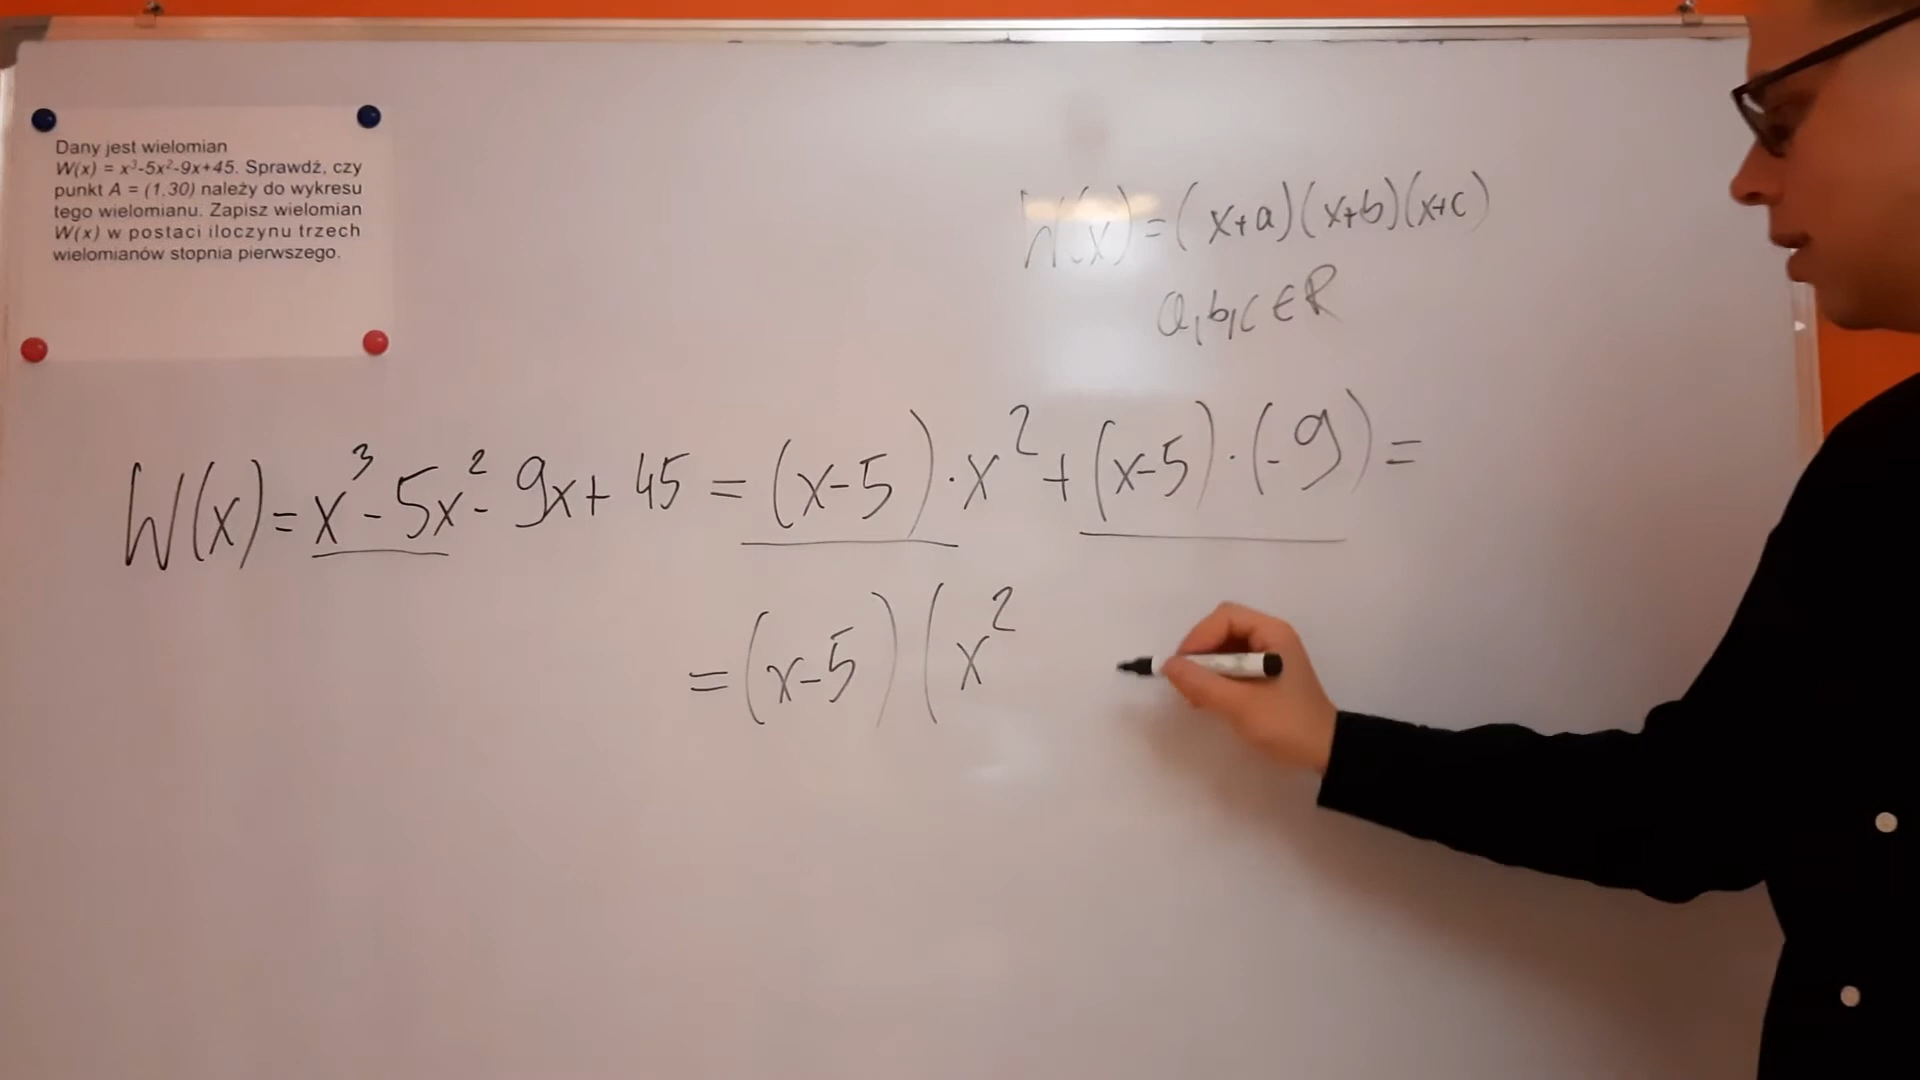 Dany jest wielomian
W(x) = x³-5x²-9x+45. Sprawdź, czy
punkt A = (1,30) należy do wykresu
tego wielomianu. Zapisz wielomian
W(x) w postaci iloczynu trzech
wielomianów stopnia pierwszego.
W(x) = (x+a)(x+b)(x+c)
a,b,c ∈ R
W(x) = x³ - 5x² - 9x + 45 = (x-5)·x² + (x-5)·(-9) =
= (x-5)(x²